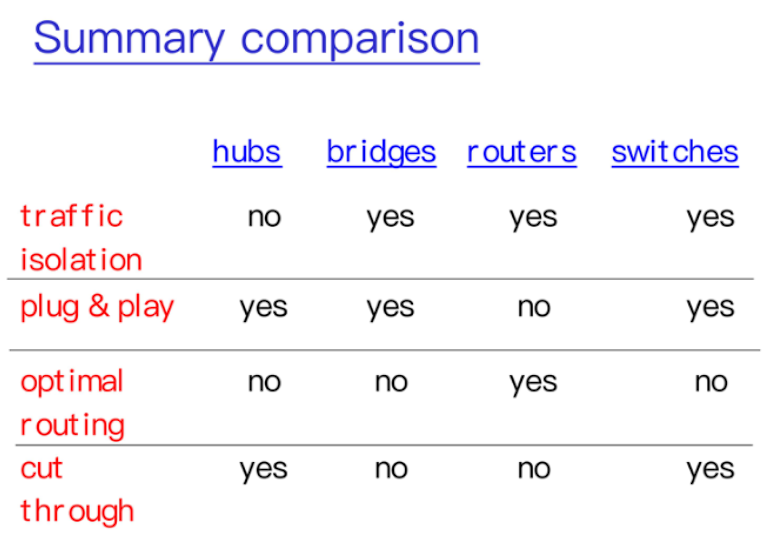 Summary comparison
hubs bridges routers switches
traffic no yes yes yes
isolation
plug & play yes yes no yes
optimal no no yes no
routing
cut yes no no yes
through